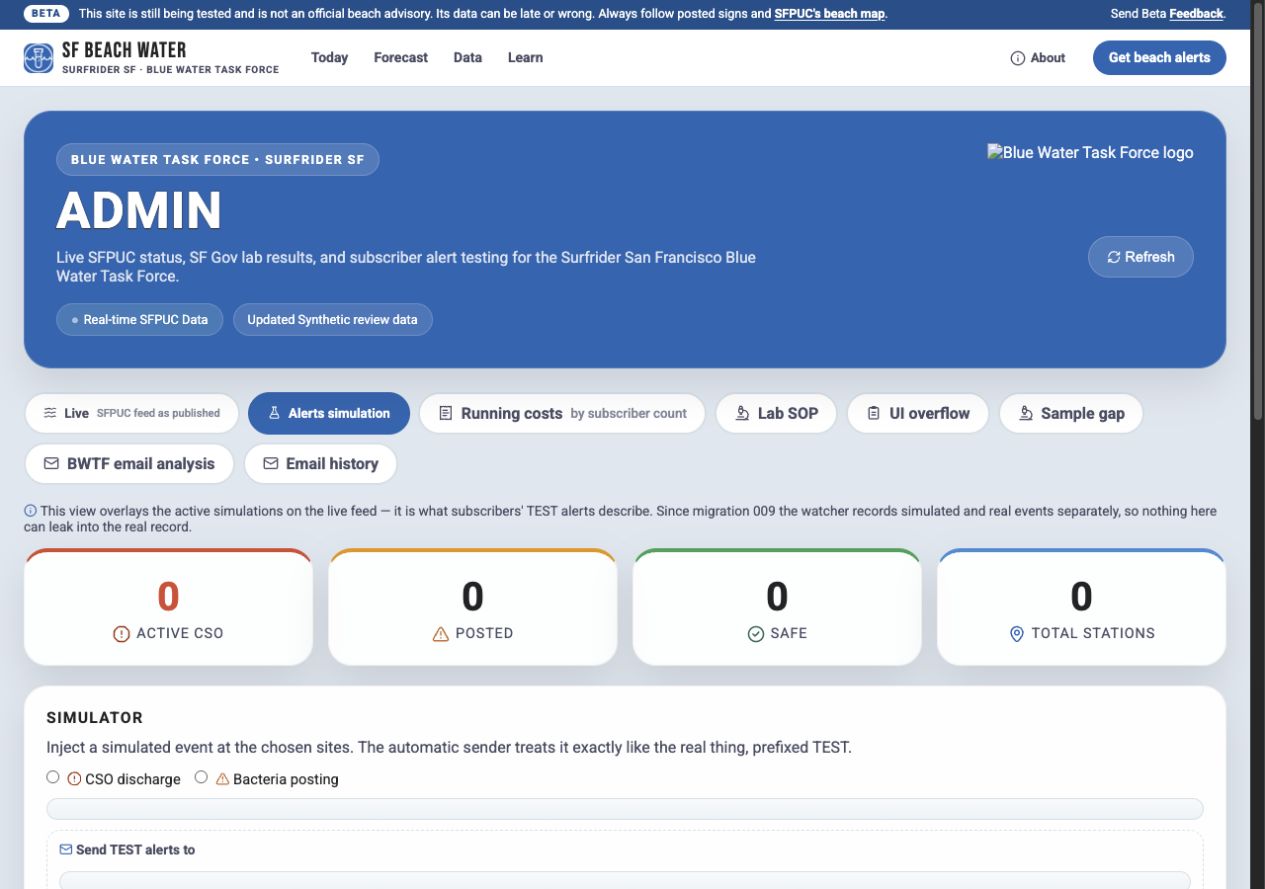 BETA This site is still being tested and is not an official beach advisory. Its data can be late or wrong. Always follow posted signs and SFPUC's beach map. Send Beta Feedback.
SF BEACH WATER
SURFRIDER SF · BLUE WATER TASK FORCE
Today Forecast Data Learn
About
Get beach alerts
BLUE WATER TASK FORCE • SURFRIDER SF
Blue Water Task Force logo
ADMIN
Live SFPUC status, SF Gov lab results, and subscriber alert testing for the Surfrider San Francisco Blue
Water Task Force.
Refresh
Real-time SFPUC Data
Updated Synthetic review data
Live SFPUC feed as published
Alerts simulation
Running costs by subscriber count
Lab SOP
UI overflow
Sample gap
BWTF email analysis
Email history
This view overlays the active simulations on the live feed — it is what subscribers' TEST alerts describe. Since migration 009 the watcher records simulated and real events separately, so nothing here
can leak into the real record.
0
ACTIVE CSO
0
POSTED
0
SAFE
0
TOTAL STATIONS
SIMULATOR
Inject a simulated event at the chosen sites. The automatic sender treats it exactly like the real thing, prefixed TEST.
CSO discharge
Bacteria posting
Send TEST alerts to